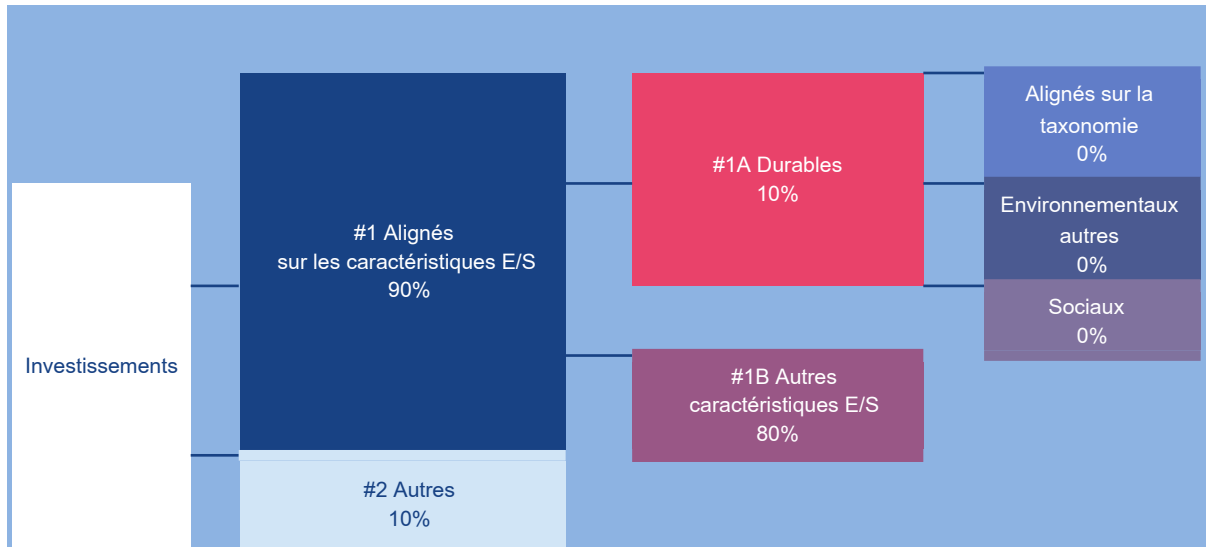 Investissements
#1 Alignés
sur les caractéristiques E/S
90%
#2 Autres
10%
#1A Durables
10%
#1B Autres
caractéristiques E/S
80%
Alignés sur la
taxonomie
0%
Environnementaux
autres
0%
Sociaux
0%